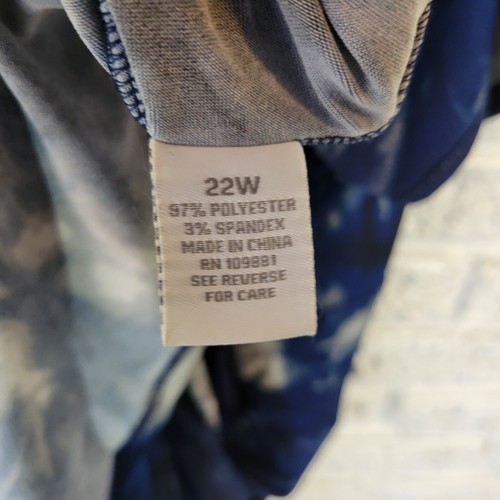 22W
97% POLYESTER
3% SPANDEX
MADE IN CHINA
RN 109881
SEE REVERSE
FOR CARE